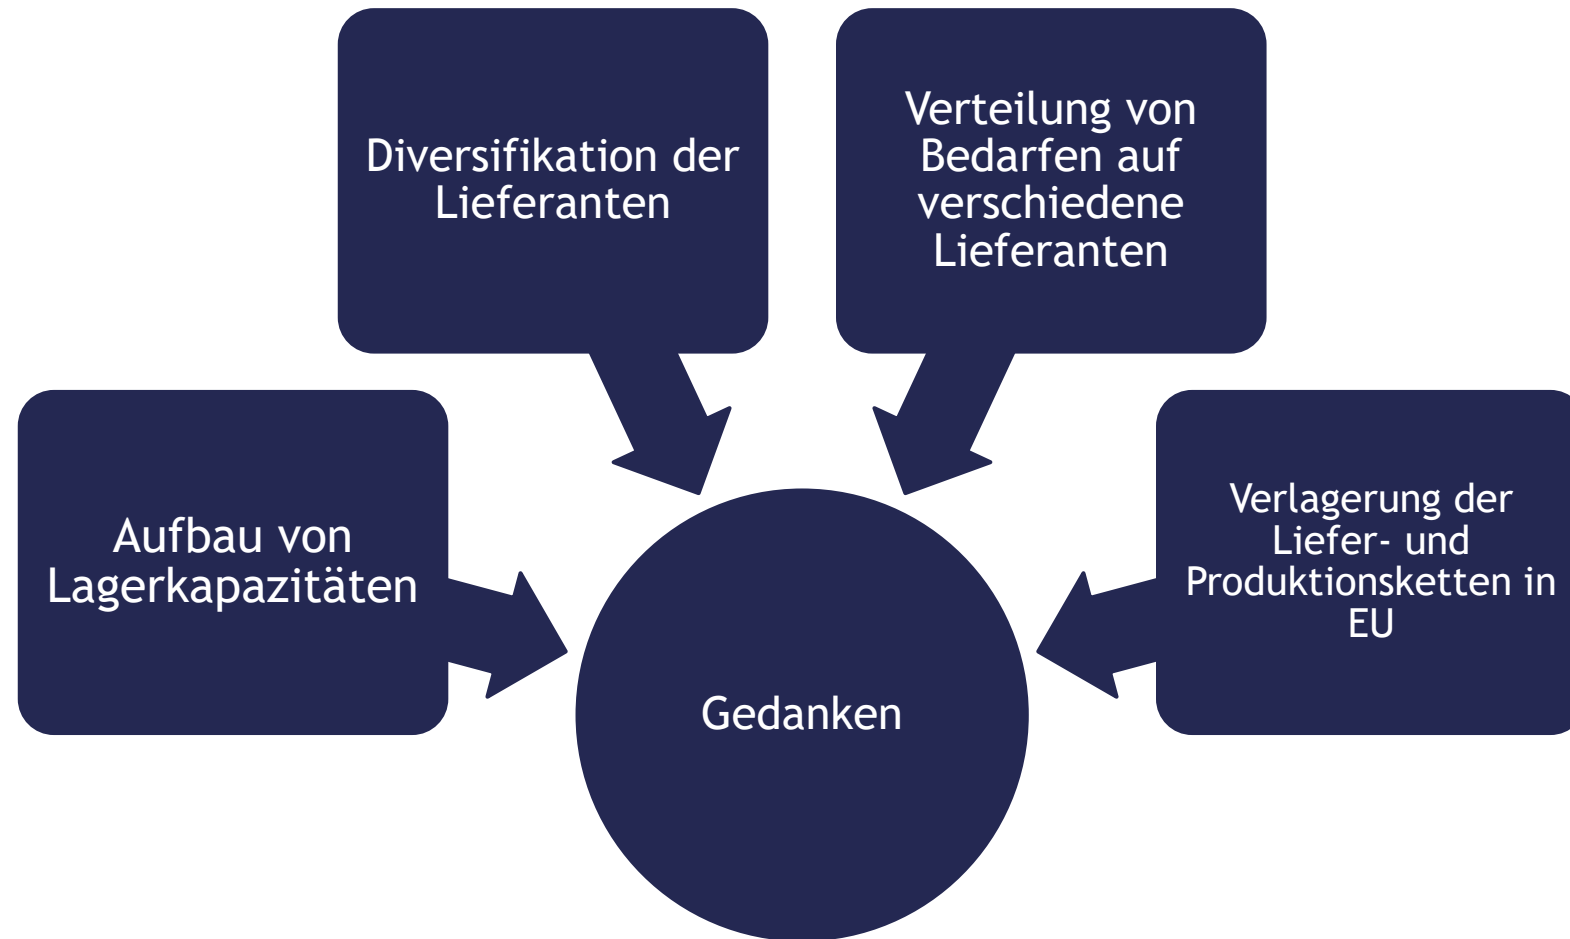 Diversifikation der
Lieferanten
Verteilung von
Bedarfen auf
verschiedene
Lieferanten
Aufbau von
Lagerkapazitäten
Verlagerung der
Liefer- und
Produktionsketten in
EU
Gedanken